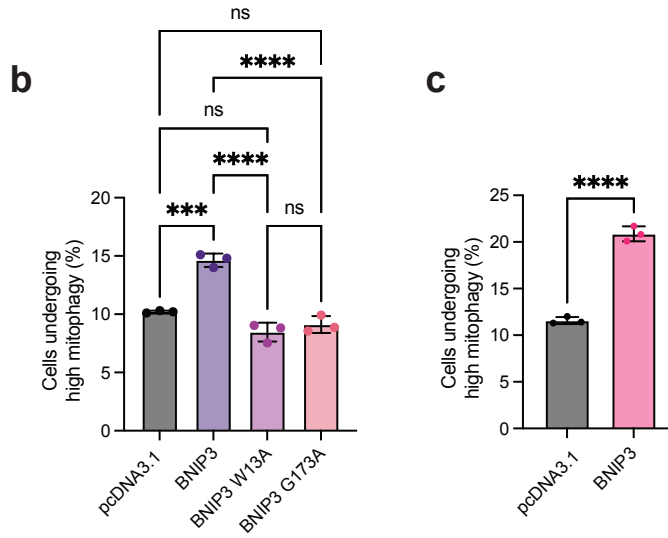 b
ns
****
ns
****
***
ns
20
15
10
5
0
Cells undergoing
high mitophagy (%)
pcDNA3.1
BNIP3
BNIP3 W13A
BNIP3 G173A
c
****
25
20
15
10
5
0
Cells undergoing
high mitophagy (%)
pcDNA3.1
BNIP3